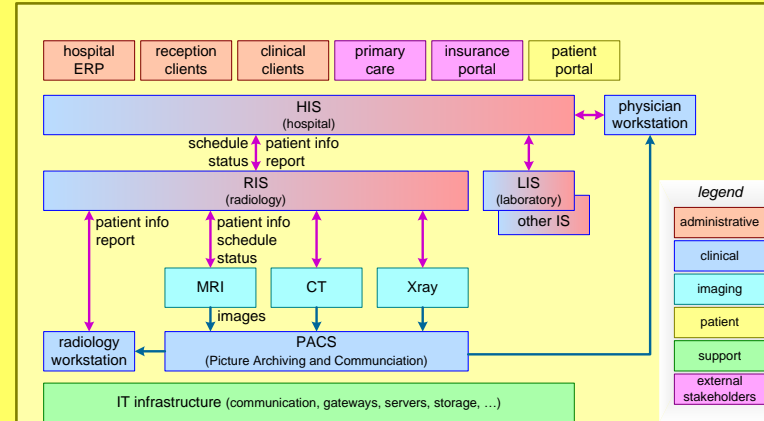 hospital
ERP
reception
clients
clinical
clients
primary
care
insurance
portal
patient
portal
HIS
(hospital)
physician
workstation
schedule
status
patient info
report
RIS
(radiology)
LIS
(laboratory)
other IS
patient info
report
patient info
schedule
status
MRI
CT
Xray
images
radiology
workstation
PACS
(Picture Archiving and Communciation)
IT infrastructure (communication, gateways, servers, storage, ...)
legend
administrative
clinical
imaging
patient
support
external
stakeholders